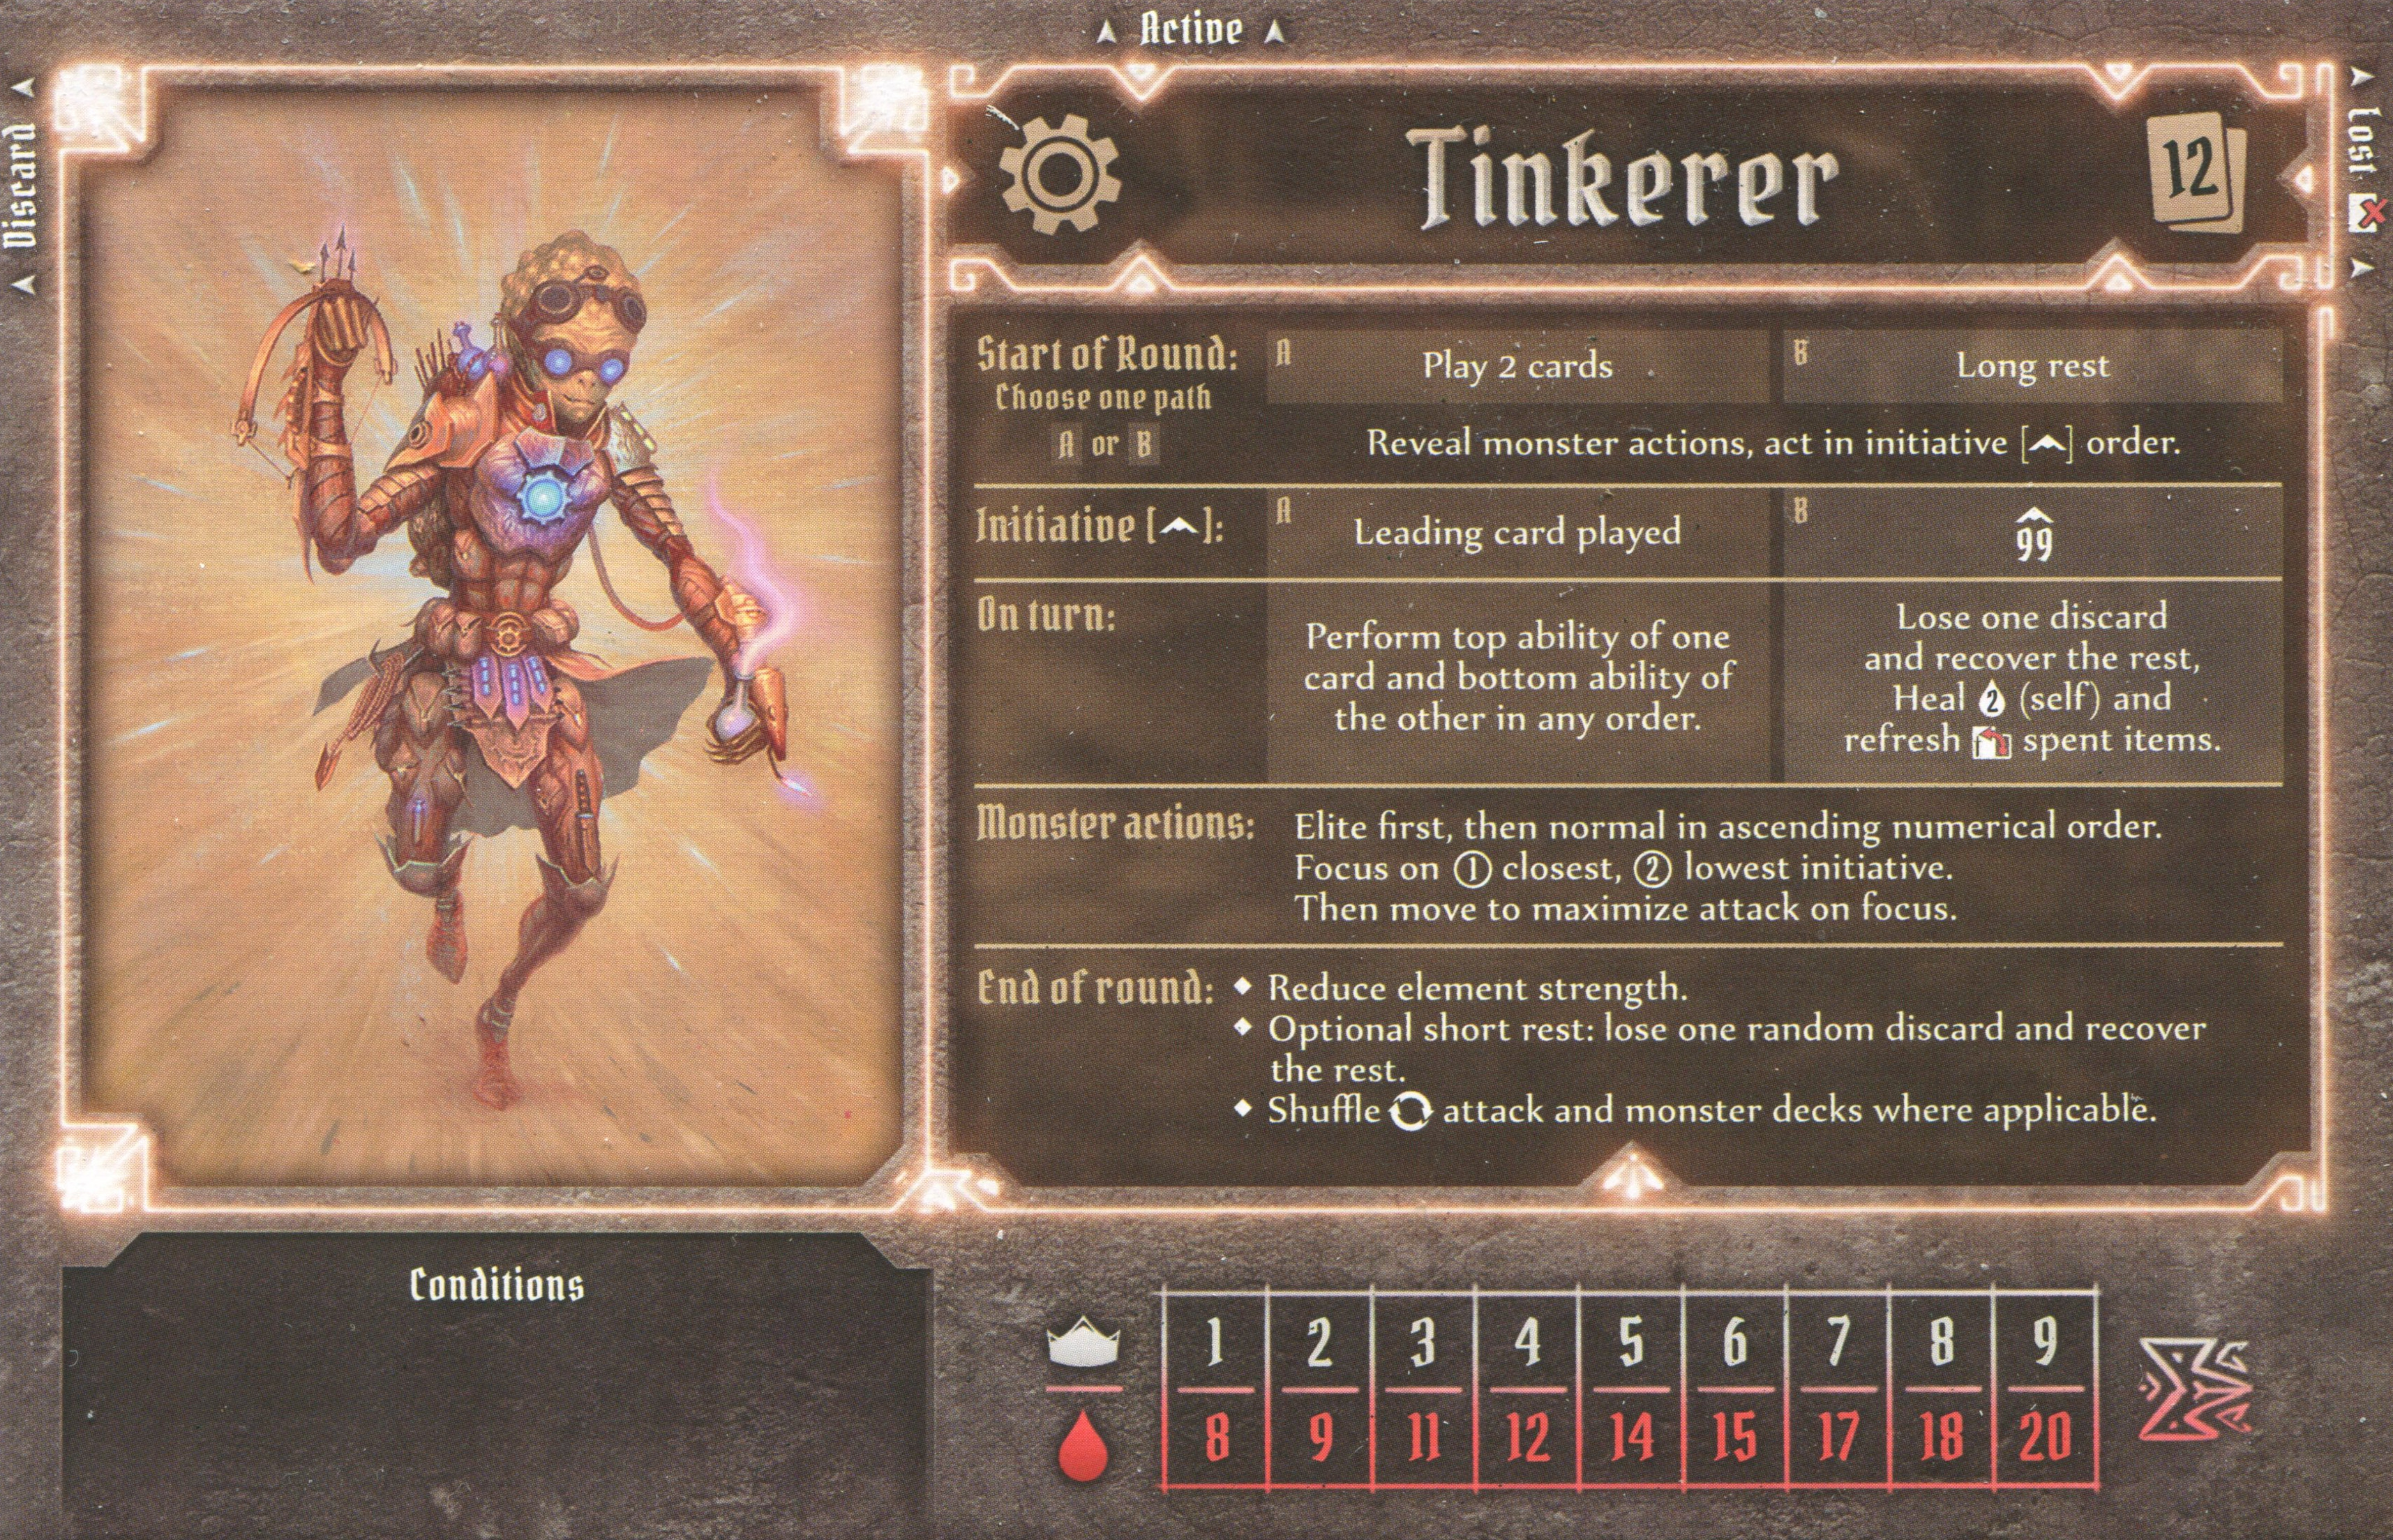 Active
Discard
Lost
Tinkerer
12
Start of Round:
Choose one path
A or B
A
Play 2 cards
B
Long rest
Reveal monster actions, act in initiative [ ] order.
Initiative [ ]:
A
Leading card played
B
99
On turn:
Perform top ability of one
card and bottom ability of
the other in any order.
Lose one discard
and recover the rest,
Heal 2 (self) and
refresh spent items.
Monster actions:
Elite first, then normal in ascending numerical order.
Focus on ① closest, ② lowest initiative.
Then move to maximize attack on focus.
End of round:
Reduce element strength.
Optional short rest: lose one random discard and recover
the rest.
Shuffle attack and monster decks where applicable.
Conditions
1 2 3 4 5 6 7 8 9
8 9 11 12 14 15 17 18 20